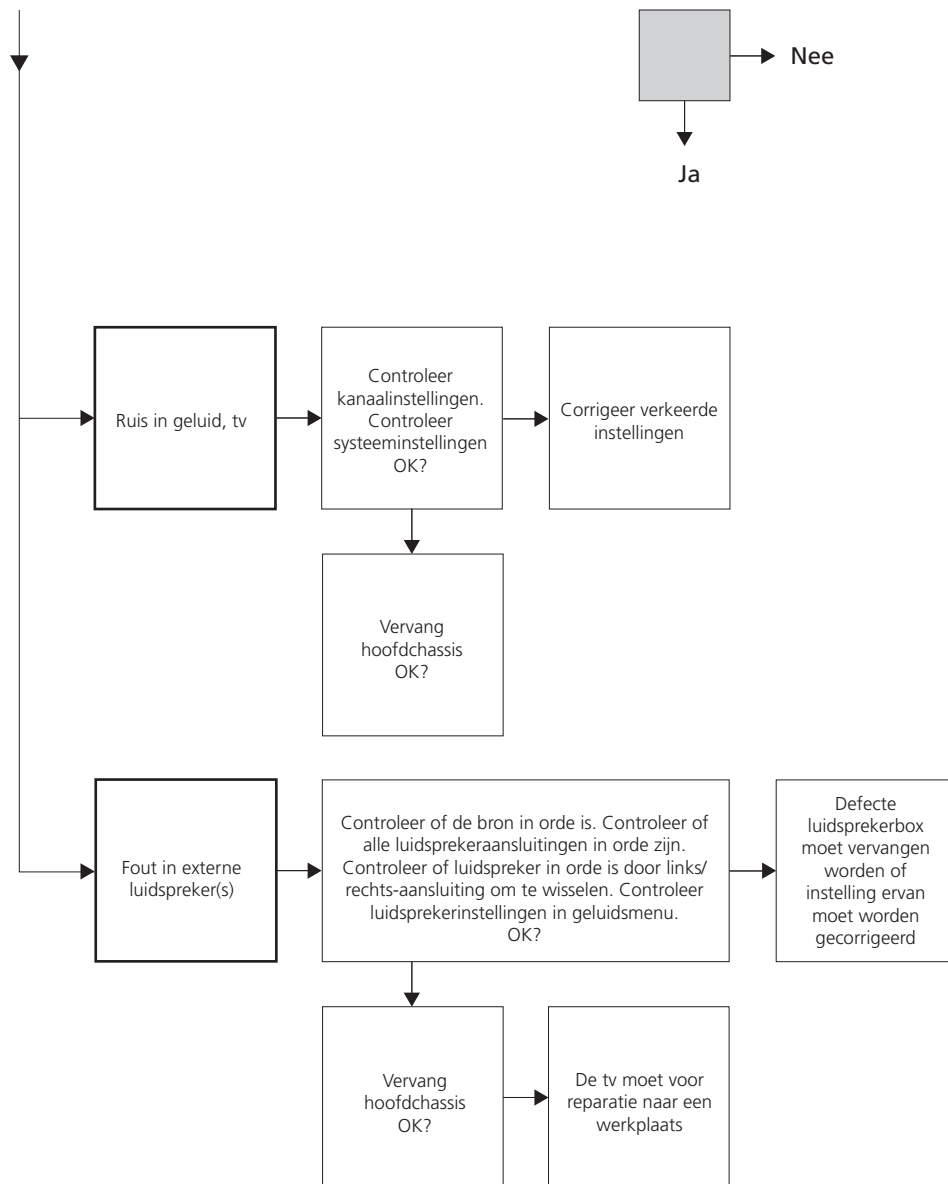 Nee
Ja
Ruis in geluid, tv
Controleer
kanaalinstellingen.
Controleer
systeeminstellingen
OK?
Corrigeer verkeerde
instellingen
Vervang
hoofdchassis
OK?
Fout in externe
luidspreker(s)
Controleer of de bron in orde is. Controleer of
alle luidsprekeraansluitingen in orde zijn.
Controleer of luidspreker in orde is door links/
rechts-aansluiting om te wisselen. Controleer
luidsprekerinstellingen in geluidsmenu.
OK?
Defecte
luidsprekerbox
moet vervangen
worden of
instelling ervan
moet worden
gecorrigeerd
Vervang
hoofdchassis
OK?
De tv moet voor
reparatie naar een
werkplaats